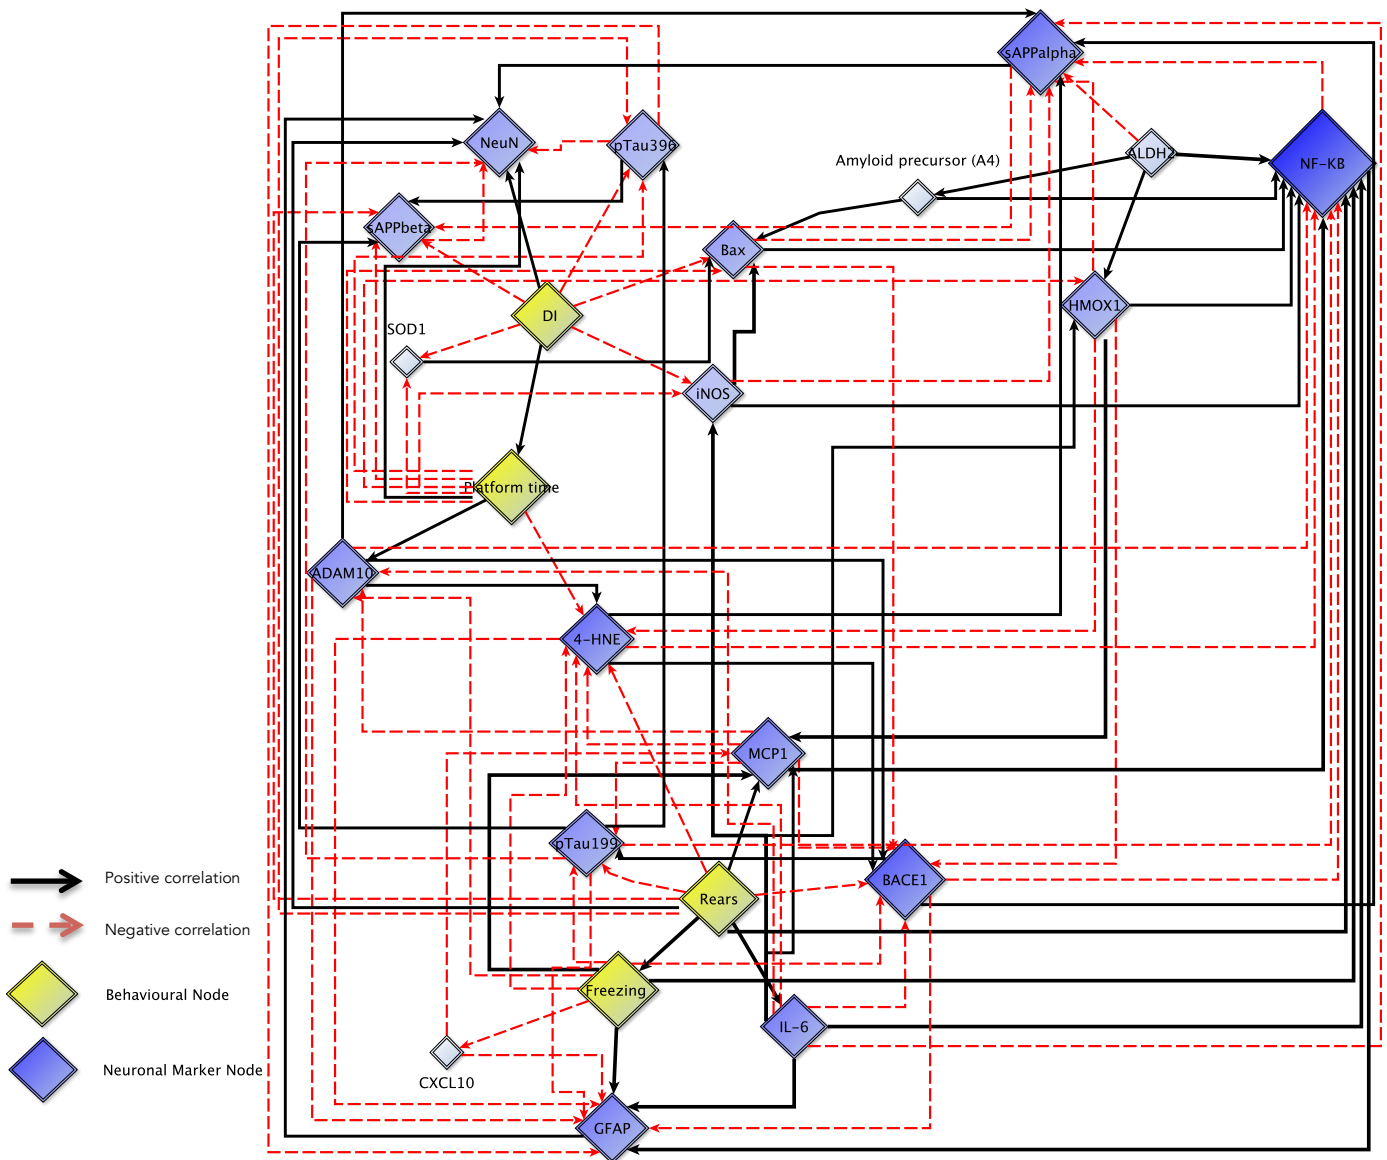 sAPPalpha
NeuN
pTau396
ALDH2
NF-KB
Amyloid precursor (A4)
sAPPbeta
Bax
HMOX1
DI
SOD1
iNOS
Platform time
ADAM10
4-HNE
MCP1
pTau199
BACE1
Rears
Positive correlation
Negative correlation
Behavioural Node
Freezing
IL-6
Neuronal Marker Node
CXCL10
GFAP